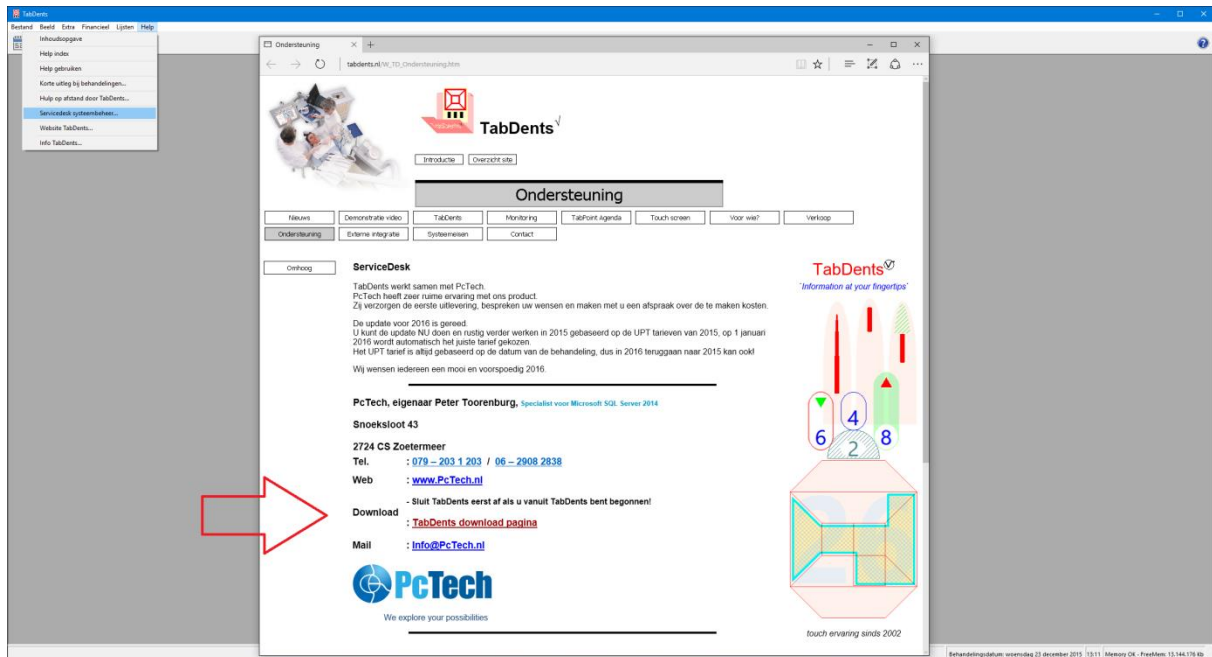 TabDents
Bestand Beeld Extra Financieel Lijsten Help
Inhoudsopgave
Help index
Help gebruiken
Korte uitleg bij behandelingen...
Hulp op afstand door TabDents...
Servicedesk systeembeheer...
Website TabDents...
Info TabDents...
Ondersteuning
tabdents.nl/W_TD_Ondersteuning.htm
TabDents√
Introductie Overzicht site
Ondersteuning
Nieuws Demonstratie video TabDents Monitoring TabPoint Agenda Touch screen Voor wie? Verkoop
Ondersteuning Externe integratie Systeemeisen Contact
Omhoog
ServiceDesk
TabDents werkt samen met PcTech.
PcTech heeft zeer ruime ervaring met ons product.
Zij verzorgen de eerste uitlevering, bespreken uw wensen en maken met u een afspraak over de te maken kosten.
De update voor 2016 is gereed.
U kunt de update NU doen en rustig verder werken in 2015 gebaseerd op de UPT tarieven van 2015, op 1 januari
2016 wordt automatisch het juiste tarief gekozen.
Het UPT tarief is altijd gebaseerd op de datum van de behandeling, dus in 2016 teruggaan naar 2015 kan ook!
Wij wensen iedereen een mooi en voorspoedig 2016.
PcTech, eigenaar Peter Toorenburg, Specialist voor Microsoft SQL Server 2014
Snoeksloot 43
2724 CS Zoetermeer
Tel. : 079 – 203 1 203 / 06 – 2908 2838
Web : www.PcTech.nl
- Sluit TabDents eerst af als u vanuit TabDents bent begonnen!
Download
: TabDents download pagina
Mail : Info@PcTech.nl
PcTech
We explore your possibilities
TabDents
'Information at your fingertips'
6 4 2 8
26
touch ervaring sinds 2002
Behandelingsdatum: woensdag 23 december 2015 13:11 Memory OK - FreeMem: 13.144.176 Kb